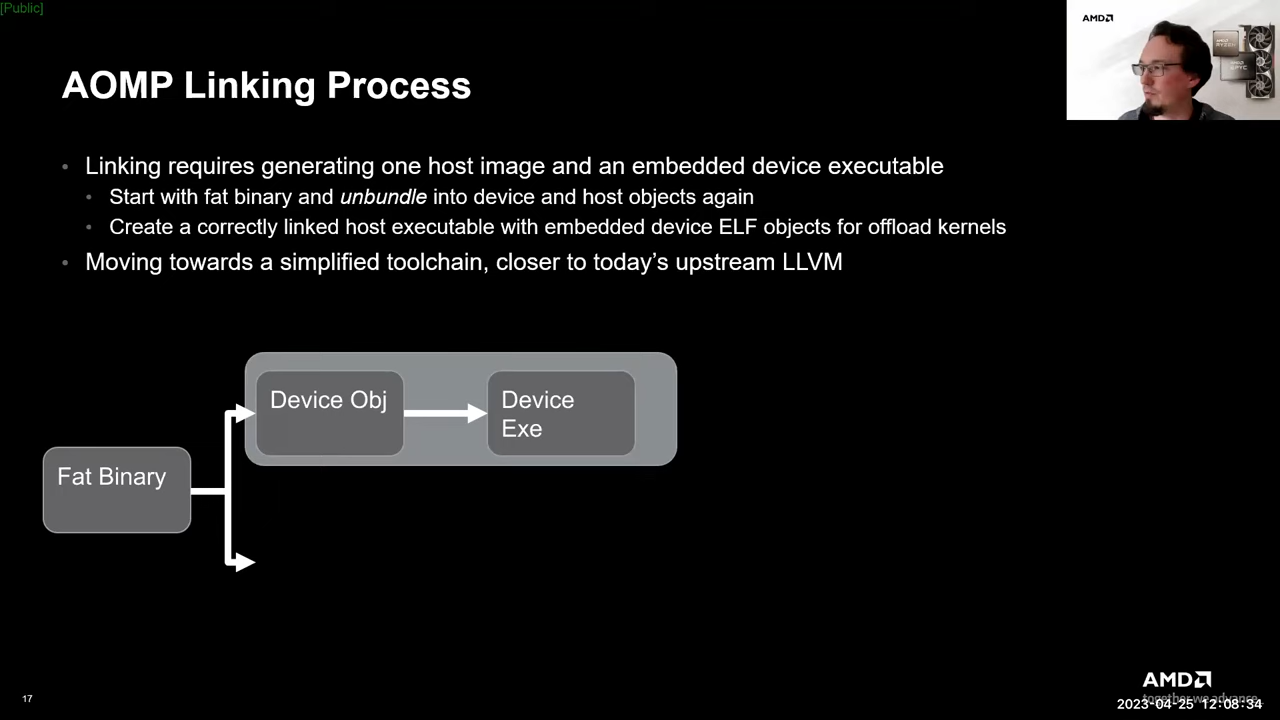 [Public]
AMD
AOMP Linking Process
• Linking requires generating one host image and an embedded device executable
• Start with fat binary and unbundle into device and host objects again
• Create a correctly linked host executable with embedded device ELF objects for offload kernels
• Moving towards a simplified toolchain, closer to today's upstream LLVM
Device Obj
Device
Exe
Fat Binary
17
AMD
together we advance_
2023-04-25 12:08:34